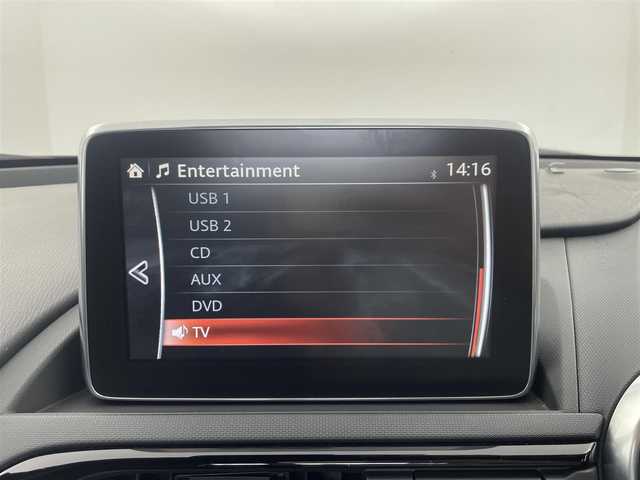 Entertainment 14:16
USB 1
USB 2
CD
AUX
DVD
TV